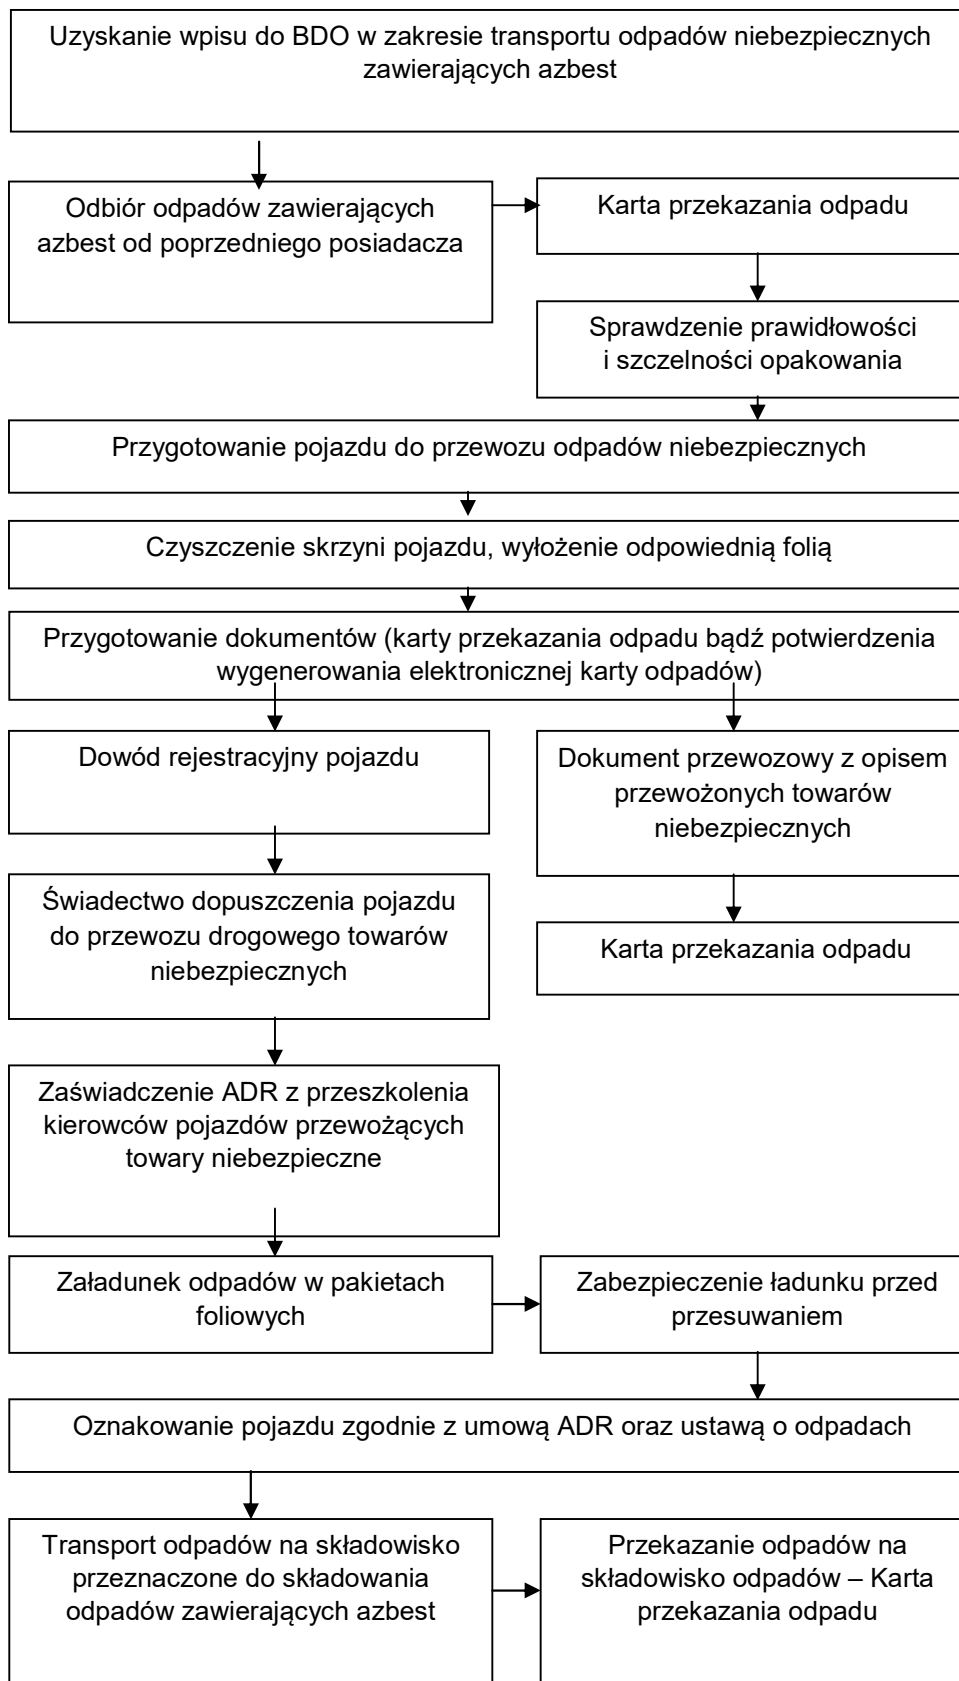 Uzyskanie wpisu do BDO w zakresie transportu odpadów niebezpiecznych
zawierających azbest
Odbiór odpadów zawierających
azbest od poprzedniego posiadacza
Karta przekazania odpadu
Sprawdzenie prawidłowości
i szczelności opakowania
Przygotowanie pojazdu do przewozu odpadów niebezpiecznych
Czyszczenie skrzyni pojazdu, wyłożenie odpowiednią folią
Przygotowanie dokumentów (karty przekazania odpadu bądź potwierdzenia
wygenerowania elektronicznej karty odpadów)
Dowód rejestracyjny pojazdu
Dokument przewozowy z opisem
przewożonych towarów
niebezpiecznych
Świadectwo dopuszczenia pojazdu
do przewozu drogowego towarów
niebezpiecznych
Karta przekazania odpadu
Zaświadczenie ADR z przeszkolenia
kierowców pojazdów przewożących
towary niebezpieczne
Załadunek odpadów w pakietach
foliowych
Zabezpieczenie ładunku przed
przesuwaniem
Oznakowanie pojazdu zgodnie z umową ADR oraz ustawą o odpadach
Transport odpadów na składowisko
przeznaczone do składowania
odpadów zawierających azbest
Przekazanie odpadów na
składowisko odpadów – Karta
przekazania odpadu